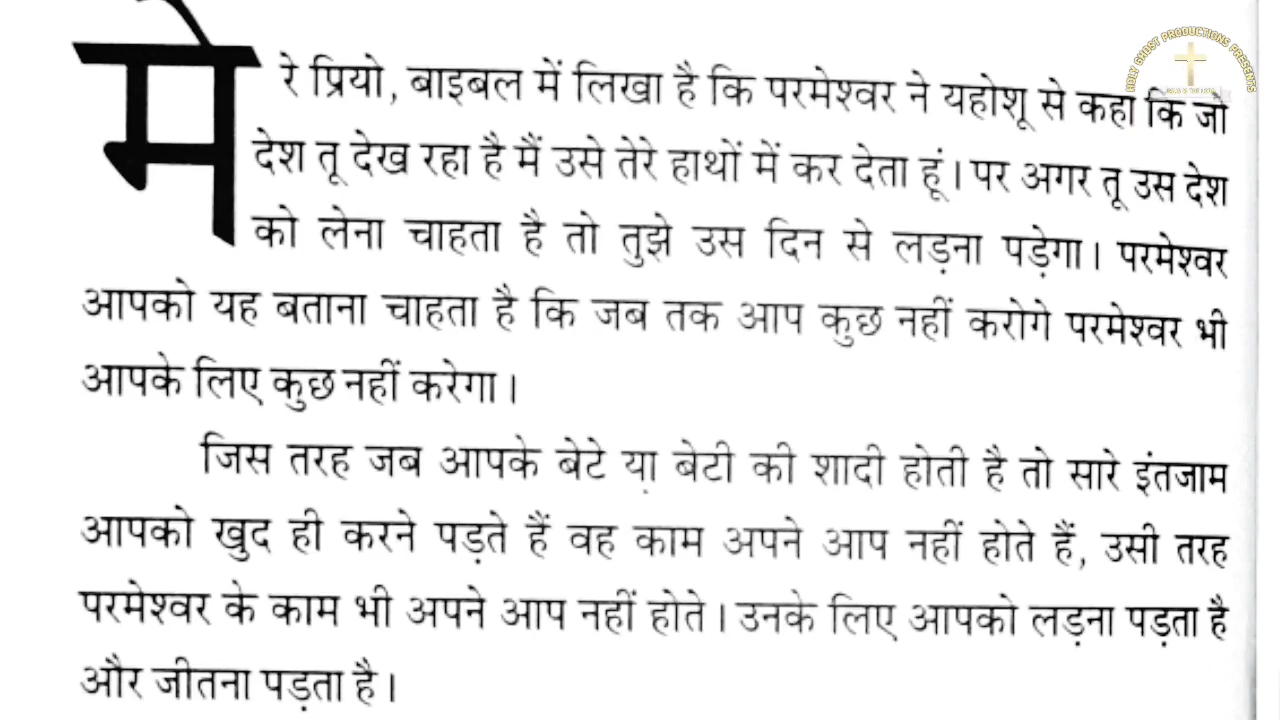 HOLY GHOST PRODUCTIONS PRESENTS
मेरे प्रियो, बाइबल में लिखा है कि परमेश्वर ने यहोशू से कहा कि जो
देश तू देख रहा है मैं उसे तेरे हाथों में कर देता हूं। पर अगर तू उस देश
को लेना चाहता है तो तुझे उस दिन से लड़ना पड़ेगा। परमेश्वर
आपको यह बताना चाहता है कि जब तक आप कुछ नहीं करोगे परमेश्वर भी
आपके लिए कुछ नहीं करेगा।
जिस तरह जब आपके बेटे या बेटी की शादी होती है तो सारे इंतजाम
आपको खुद ही करने पड़ते हैं वह काम अपने आप नहीं होते हैं, उसी तरह
परमेश्वर के काम भी अपने आप नहीं होते। उनके लिए आपको लड़ना पड़ता है
और जीतना पड़ता है।